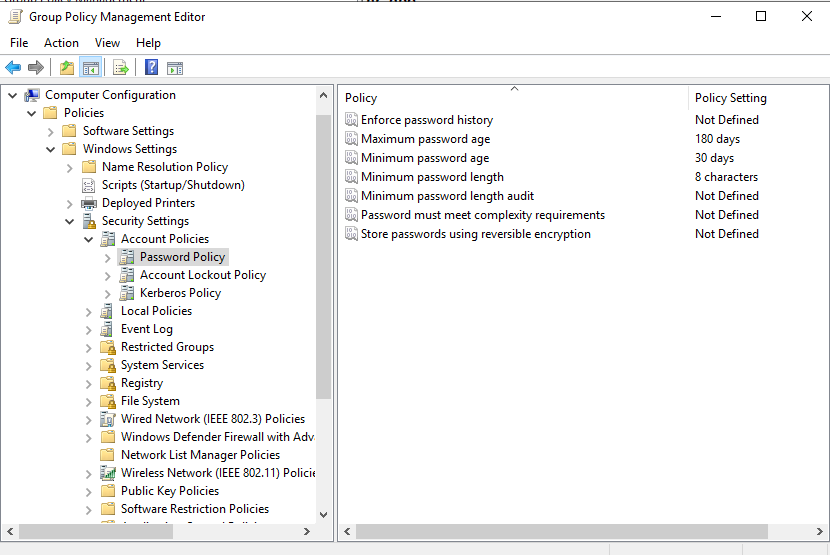 Group Policy Management Editor
File Action View Help
Computer Configuration
Policies
Software Settings
Windows Settings
Name Resolution Policy
Scripts (Startup/Shutdown)
Deployed Printers
Security Settings
Account Policies
Password Policy
Account Lockout Policy
Kerberos Policy
Local Policies
Event Log
Restricted Groups
System Services
Registry
File System
Wired Network (IEEE 802.3) Policies
Windows Defender Firewall with Adva
Network List Manager Policies
Wireless Network (IEEE 802.11) Policie
Public Key Policies
Software Restriction Policies
Policy Policy Setting
Enforce password history Not Defined
Maximum password age 180 days
Minimum password age 30 days
Minimum password length 8 characters
Minimum password length audit Not Defined
Password must meet complexity requirements Not Defined
Store passwords using reversible encryption Not Defined